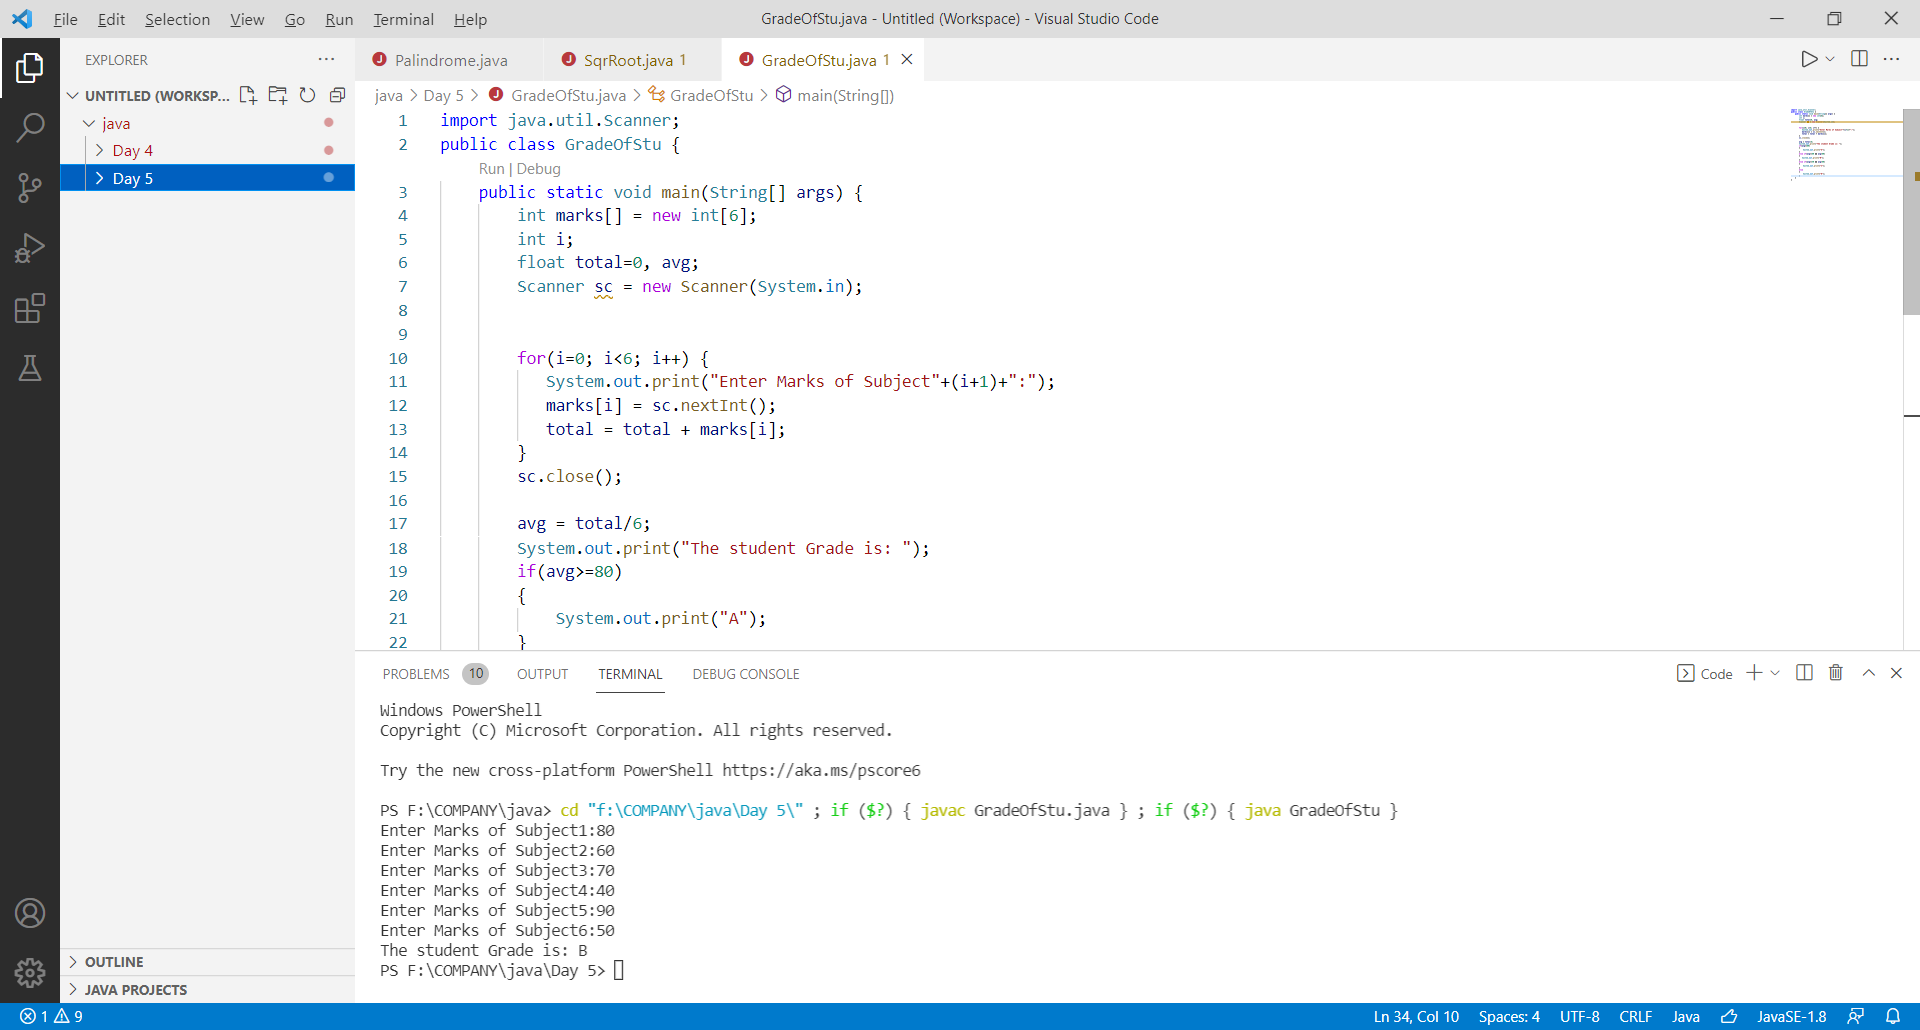 File Edit Selection View Go Run Terminal Help
GradeOfStu.java - Untitled (Workspace) - Visual Studio Code
EXPLORER
UNTITLED (WORKSP...
java
Day 4
Day 5
OUTLINE
JAVA PROJECTS
Palindrome.java
SqrRoot.java 1
GradeOfStu.java 1
java > Day 5 > GradeOfStu.java > GradeOfStu > main(String[])
1 import java.util.Scanner;
2 public class GradeOfStu {
Run | Debug
3 public static void main(String[] args) {
4 int marks[] = new int[6];
5 int i;
6 float total=0, avg;
7 Scanner sc = new Scanner(System.in);
8
9
10 for(i=0; i<6; i++) {
11 System.out.print("Enter Marks of Subject"+(i+1)+":");
12 marks[i] = sc.nextInt();
13 total = total + marks[i];
14 }
15 sc.close();
16
17 avg = total/6;
18 System.out.print("The student Grade is: ");
19 if(avg>=80)
20 {
21 System.out.print("A");
22 }
PROBLEMS 10 OUTPUT TERMINAL DEBUG CONSOLE
Code
Windows PowerShell
Copyright (C) Microsoft Corporation. All rights reserved.
Try the new cross-platform PowerShell https://aka.ms/pscore6
PS F:\COMPANY\java> cd "f:\COMPANY\java\Day 5\" ; if ($?) { javac GradeOfStu.java } ; if ($?) { java GradeOfStu }
Enter Marks of Subject1:80
Enter Marks of Subject2:60
Enter Marks of Subject3:70
Enter Marks of Subject4:40
Enter Marks of Subject5:90
Enter Marks of Subject6:50
The student Grade is: B
PS F:\COMPANY\java\Day 5>
1 9
Ln 34, Col 10 Spaces: 4 UTF-8 CRLF Java JavaSE-1.8